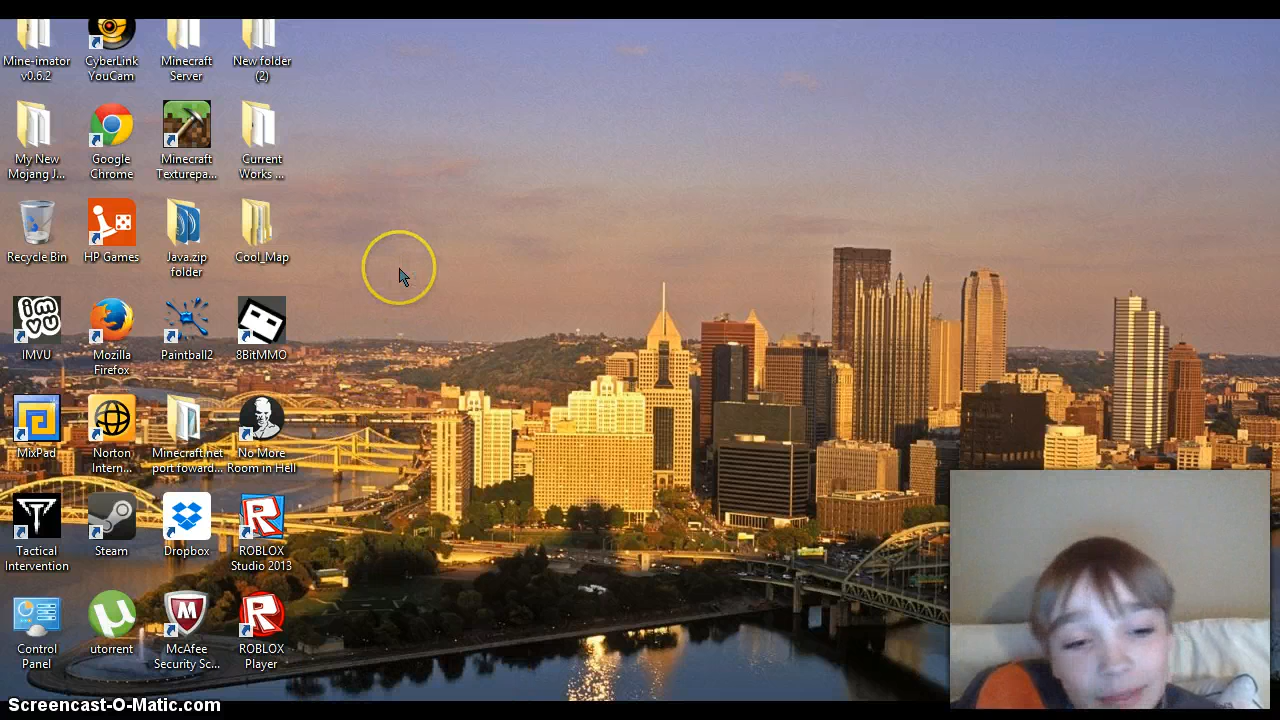 Mine-imator
v0.6.2
CyberLink
YouCam
Minecraft
Server
New folder
(2)
My New
Mojang J...
Google
Chrome
Minecraft
Texturepa...
Current
Works ...
Recycle Bin
HP Games
Java.zip
folder
Cool_Map
imvu
IMVU
Mozilla
Firefox
Paintball2
8BitMMO
MixPad
Norton
Intern...
Minecraft.net
port foward...
No More
Room in Hell
Tactical
Intervention
Steam
Dropbox
ROBLOX
Studio 2013
Control
Panel
utorrent
McAfee
Security Sc...
ROBLOX
Player
Screencast-O-Matic.com